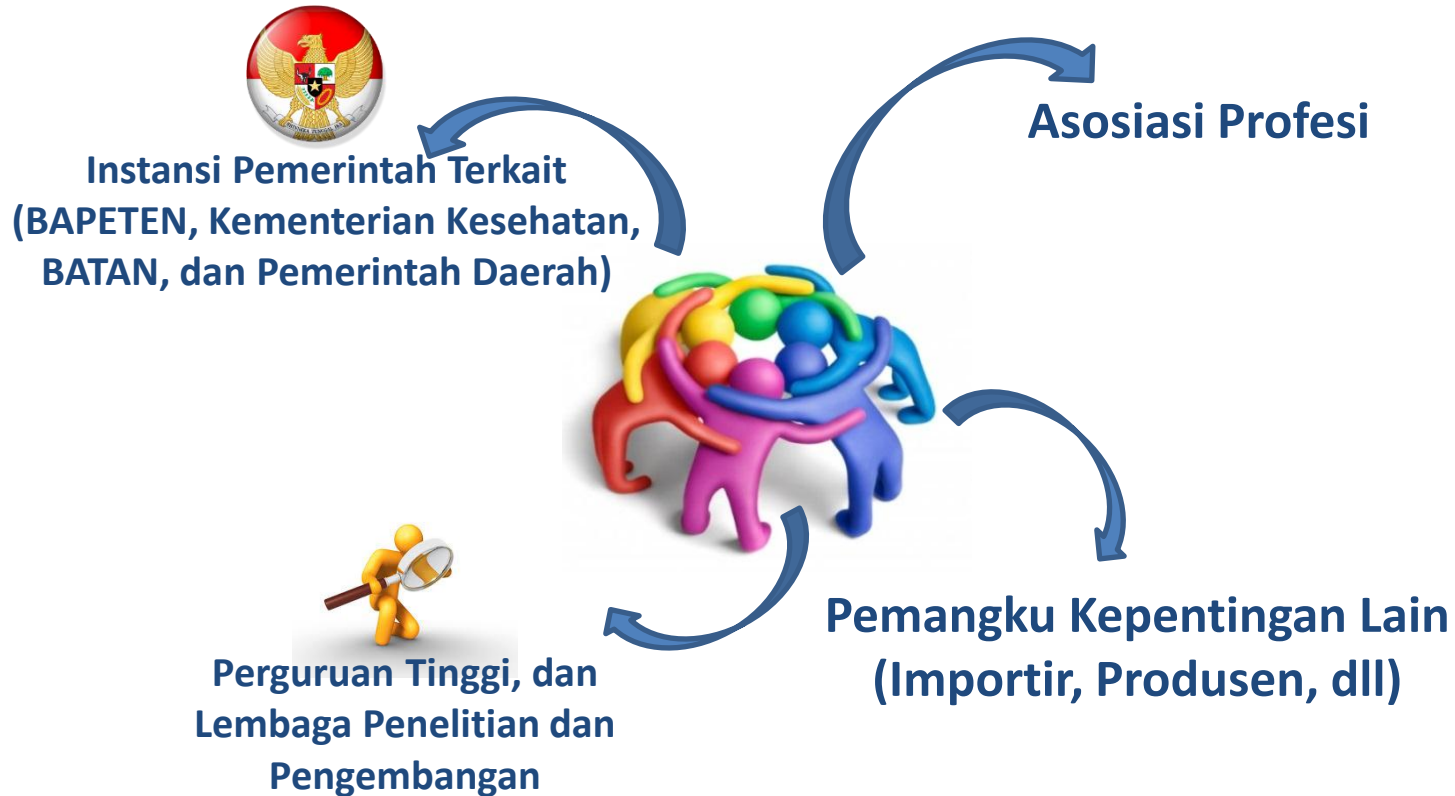 Instansi Pemerintah Terkait
(BAPETEN, Kementerian Kesehatan,
BATAN, dan Pemerintah Daerah)
Asosiasi Profesi
Pemangku Kepentingan Lain
(Importir, Produsen, dll)
Perguruan Tinggi, dan
Lembaga Penelitian dan
Pengembangan